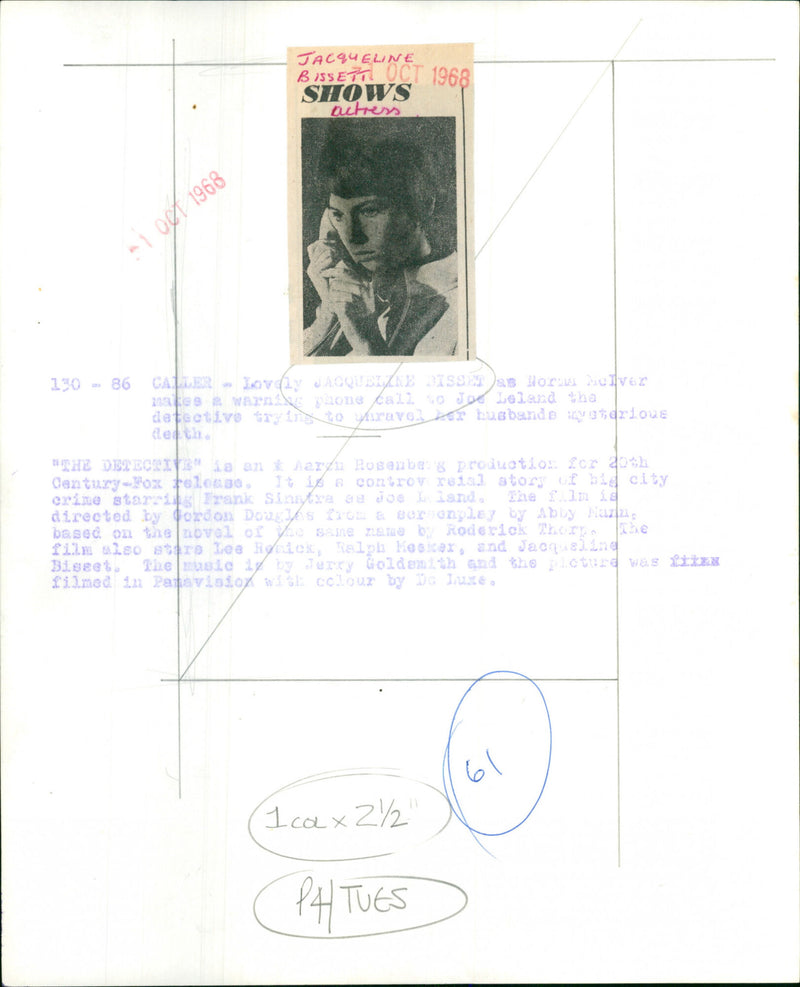 JACQUELINE
BISSETT
1 OCT 1968
SHOWS
actress
1 OCT 1968
130 - 86 CALLER - Lovely JACQUELINE BISSET as Norma McIver
makes a warning phone call to Joe Leland the
detective trying to unravel her husbands mysterious
death.
"THE DETECTIVE" is an Aaron Rosenberg production for 20th
Century-Fox release. It is a controversial story of big city
crime starring Frank Sinatra as Joe Leland. The film is
directed by Gordon Douglas from a screenplay by Abby Mann,
based on the novel of the same name by Roderick Thorp. The
film also stars Lee Remick, Ralph Meeker, and Jacqueline
Bisset. The music is by Jerry Goldsmith and the picture was
filmed in Panavision with colour by De Luxe.
61
1 col x 2½"
P4/TUES